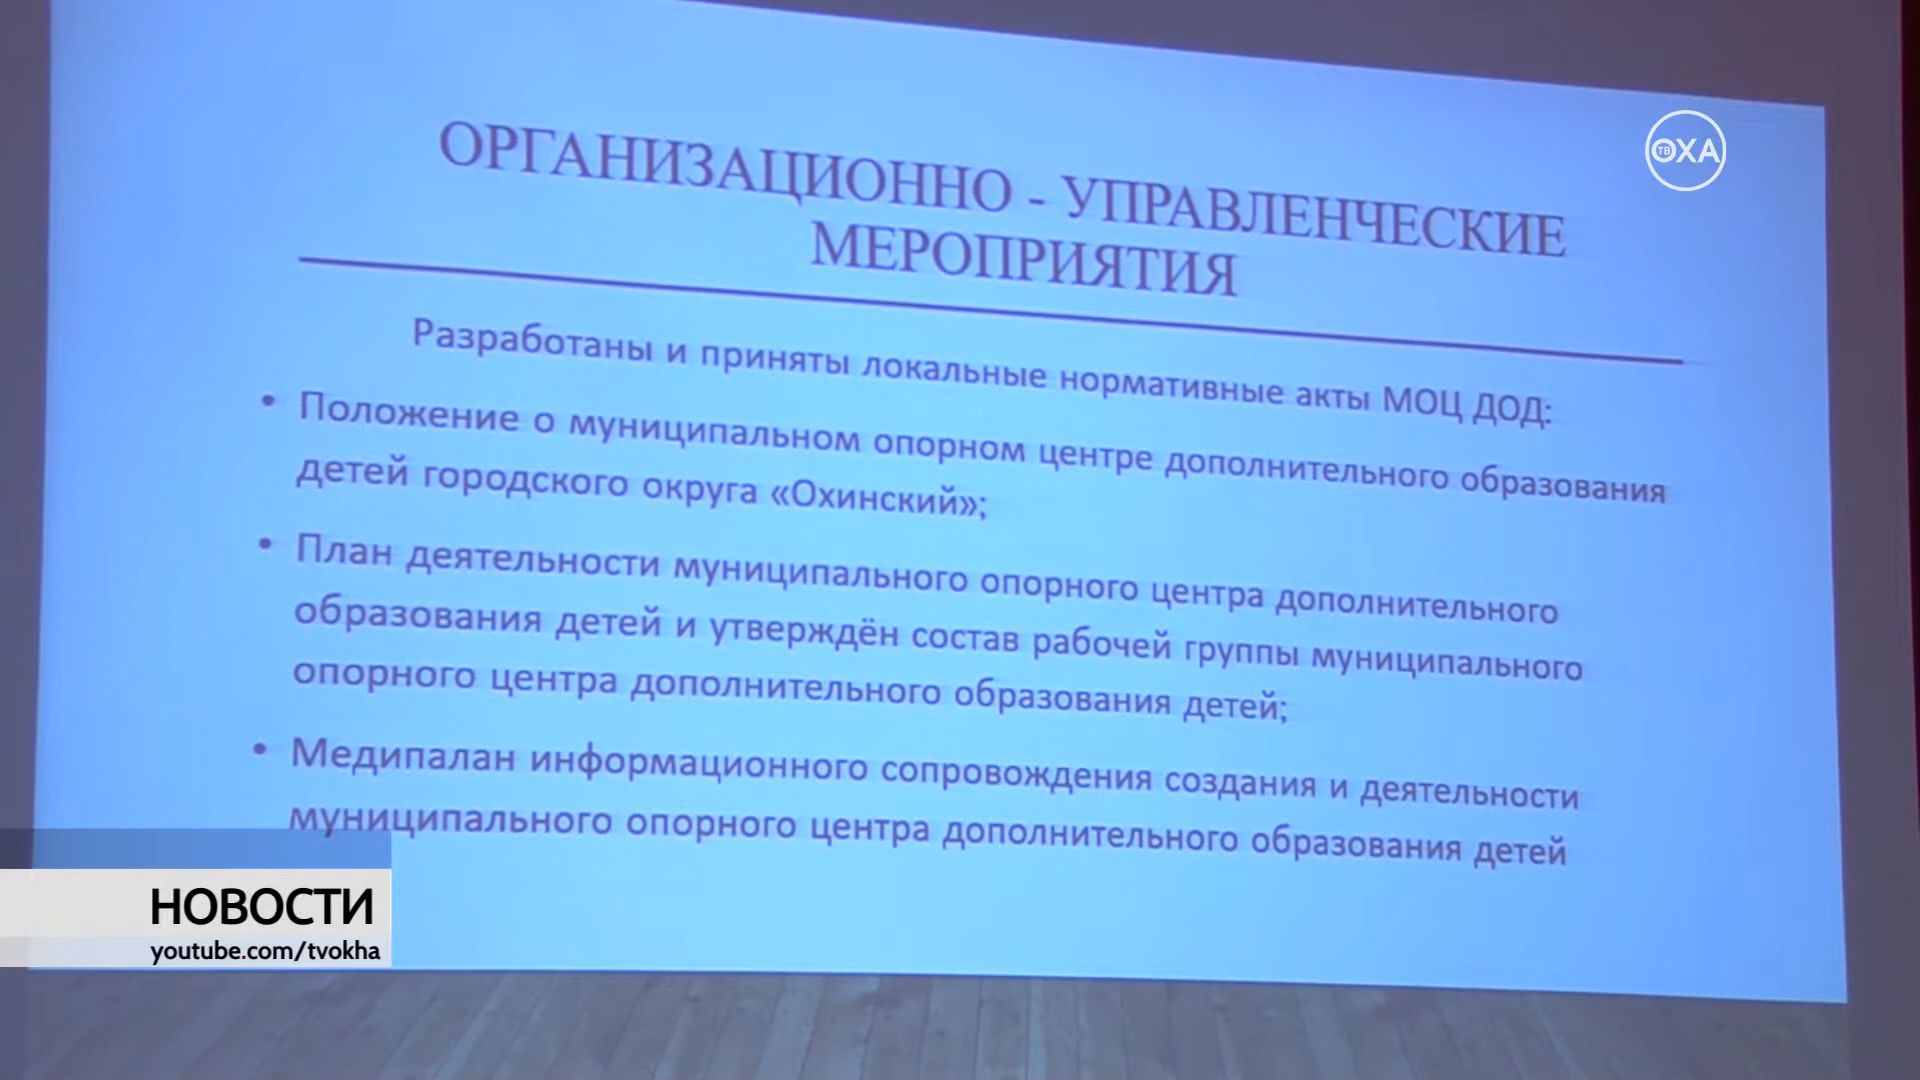 ТВ ОХА
ОРГАНИЗАЦИОННО - УПРАВЛЕНЧЕСКИЕ
МЕРОПРИЯТИЯ
Разработаны и приняты локальные нормативные акты МОЦ ДОД:
• Положение о муниципальном опорном центре дополнительного образования
детей городского округа «Охинский»;
• План деятельности муниципального опорного центра дополнительного
образования детей и утверждён состав рабочей группы муниципального
опорного центра дополнительного образования детей;
• Медипалан информационного сопровождения создания и деятельности
муниципального опорного центра дополнительного образования детей
НОВОСТИ
youtube.com/tvokha